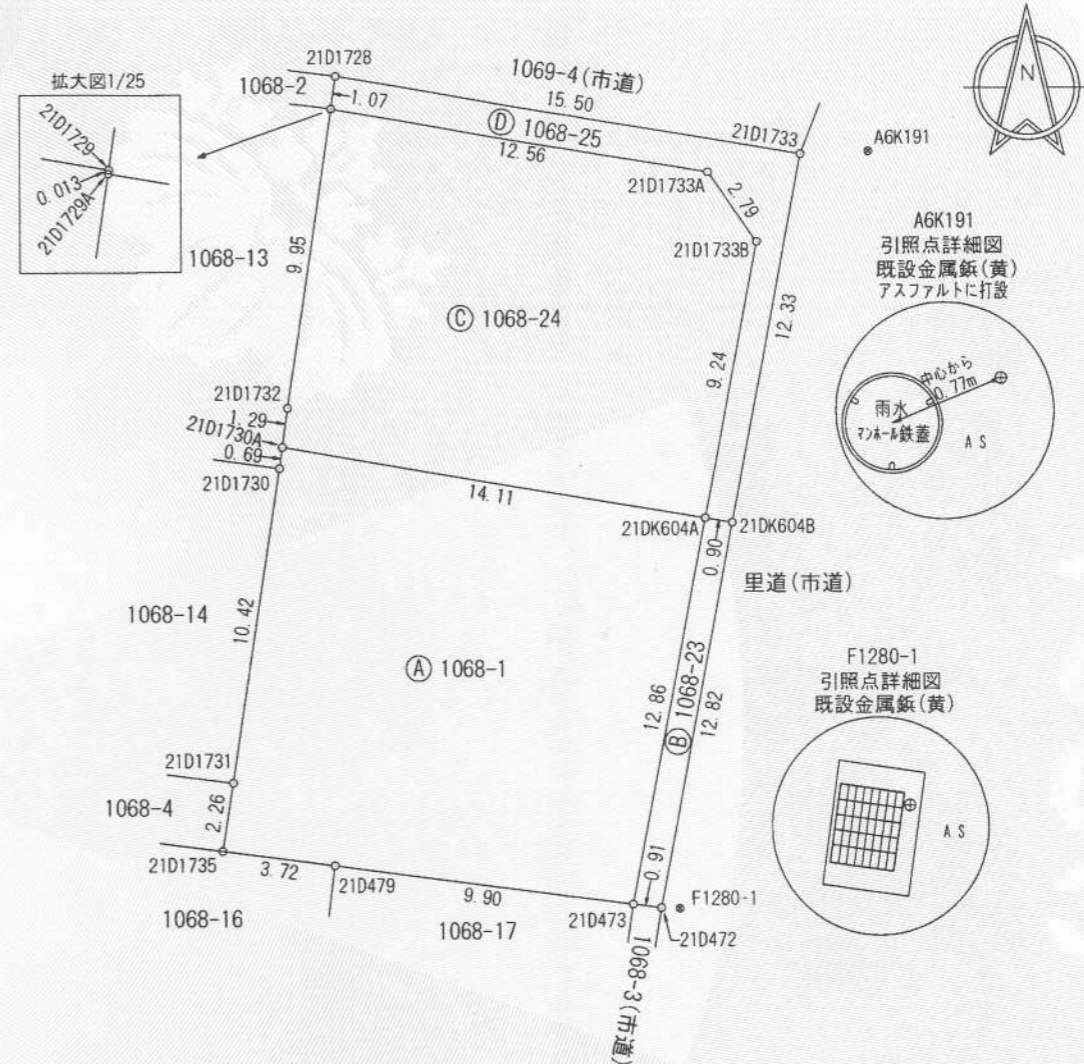 21D1728
1069-4(市道)
拡大図1/25
1068-2
1.07
15.50
N
21D1729
0.013
21D1729A
Ⓓ 1068-25
12.56
21D1733
A6K191
21D1733A
2.79
21D1733B
1068-13
9.95
A6K191
引照点詳細図
既設金属鋲(黄)
アスファルトに打設
Ⓒ 1068-24
12.33
9.24
中心から
0.77m
雨水
マンホール鉄蓋
AS
21D1732
1.29
21D1730A
0.69
21D1730
14.11
21DK604A
21DK604B
0.90
里道(市道)
1068-14
10.42
Ⓐ 1068-1
12.86
Ⓑ 1068-23
12.82
F1280-1
引照点詳細図
既設金属鋲(黄)
AS
21D1731
1068-4
2.26
21D1735
3.72
21D479
9.90
0.91
21D473
F1280-1
21D472
1068-16
1068-17
1068-3(市道)